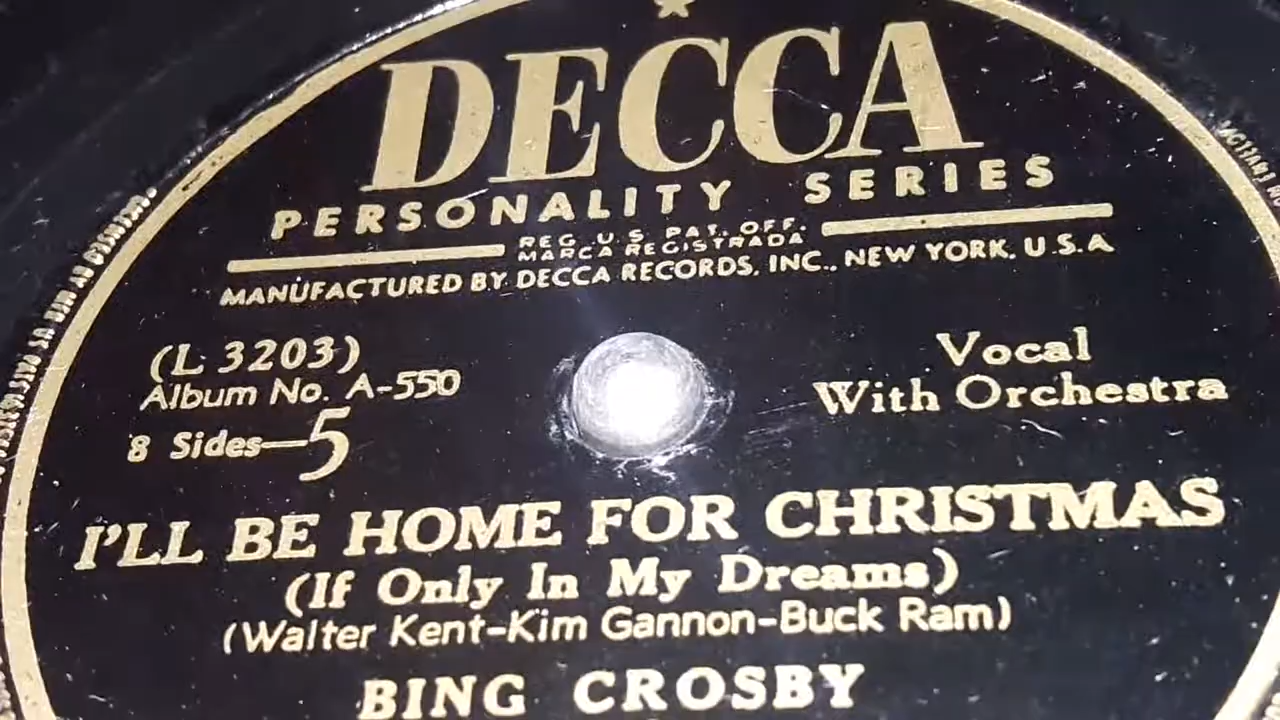 DECCA
PERSONALITY SERIES
REG. U.S. PAT. OFF.
MARCA REGISTRADA
MANUFACTURED BY DECCA RECORDS, INC., NEW YORK, U.S.A.
(L 3203)
Album No. A-550
8 Sides—5
Vocal
With Orchestra
I'LL BE HOME FOR CHRISTMAS
(If Only In My Dreams)
(Walter Kent-Kim Gannon-Buck Ram)
BING CROSBY